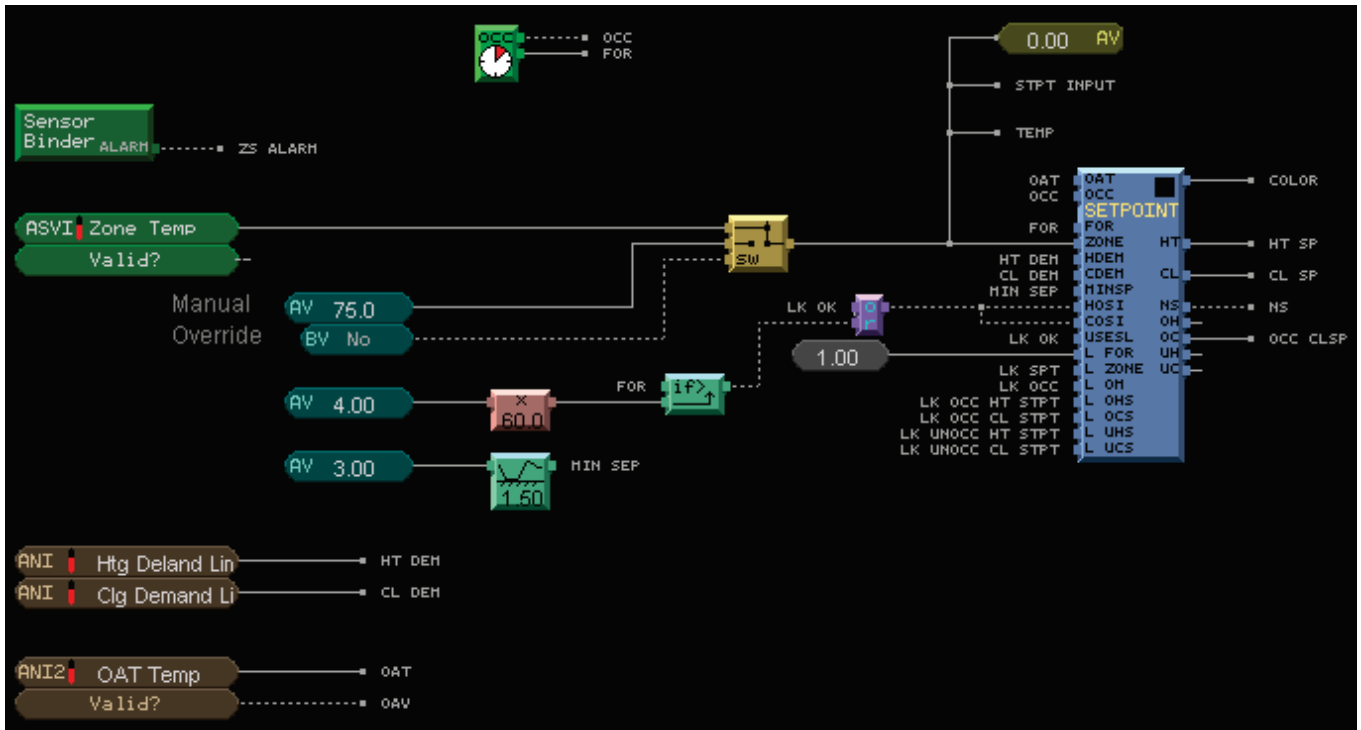 OCC
OCC
FOR
0.00 AV
STPT INPUT
TEMP
Sensor
Binder ALARM
ZS ALARM
ASVI Zone Temp
Valid?
SW
Manual
Override
AV 75.0
BV No
AV 4.00
X
60.0
FOR
if>
LK OK
or
1.00
AV 3.00
1.50
MIN SEP
OAT
OCC
FOR
HT DEM
CL DEM
MIN SEP
LK OK
LK SPT
LK OCC
LK OCC HT STPT
LK OCC CL STPT
LK UNOCC HT STPT
LK UNOCC CL STPT
OAT
OCC
SETPOINT
FOR
ZONE HT
HDEM
CDEM CL
MINSP
HOSI NS
COSI OH
USESL OC
L FOR UH
L ZONE UC
L OM
L OHS
L OCS
L UHS
L UCS
COLOR
HT SP
CL SP
NS
OCC CLSP
ANI Htg Deland Lin
HT DEM
ANI Clg Demand Li
CL DEM
ANI2 OAT Temp
OAT
Valid?
OAV